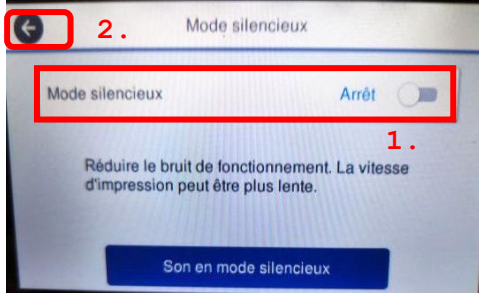 2. Mode silencieux
Mode silencieux Arrêt
1.
Réduire le bruit de fonctionnement. La vitesse
d'impression peut être plus lente.
Son en mode silencieux